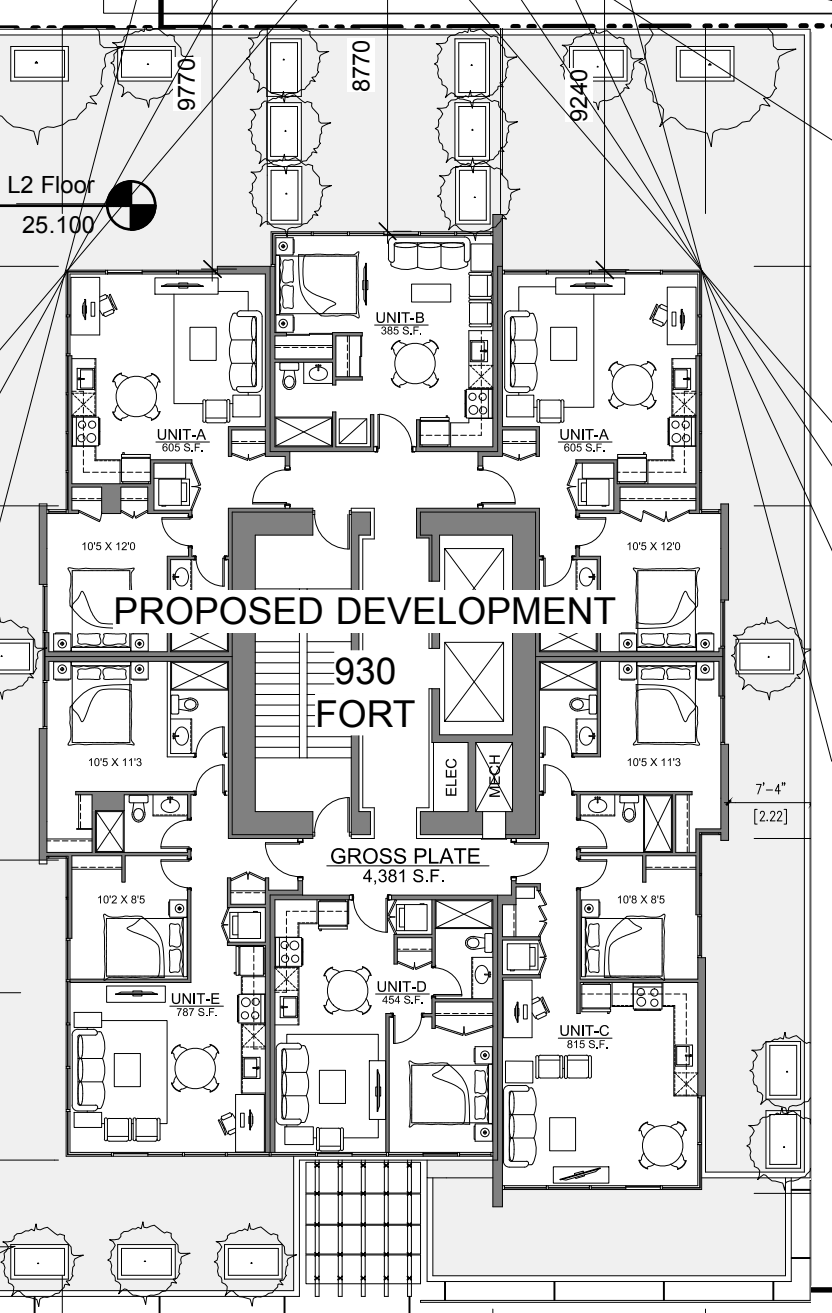 9770
8770
9240
L2 Floor
25.100
UNIT-B
385 S.F.
UNIT-A
605 S.F.
UNIT-A
605 S.F.
10'5 X 12'0
10'5 X 12'0
PROPOSED DEVELOPMENT
930
FORT
10'5 X 11'3
10'5 X 11'3
ELEC
MECH
7'-4"
[2.22]
GROSS PLATE
4,381 S.F.
10'2 X 8'5
10'8 X 8'5
UNIT-E
787 S.F.
UNIT-D
454 S.F.
UNIT-C
815 S.F.